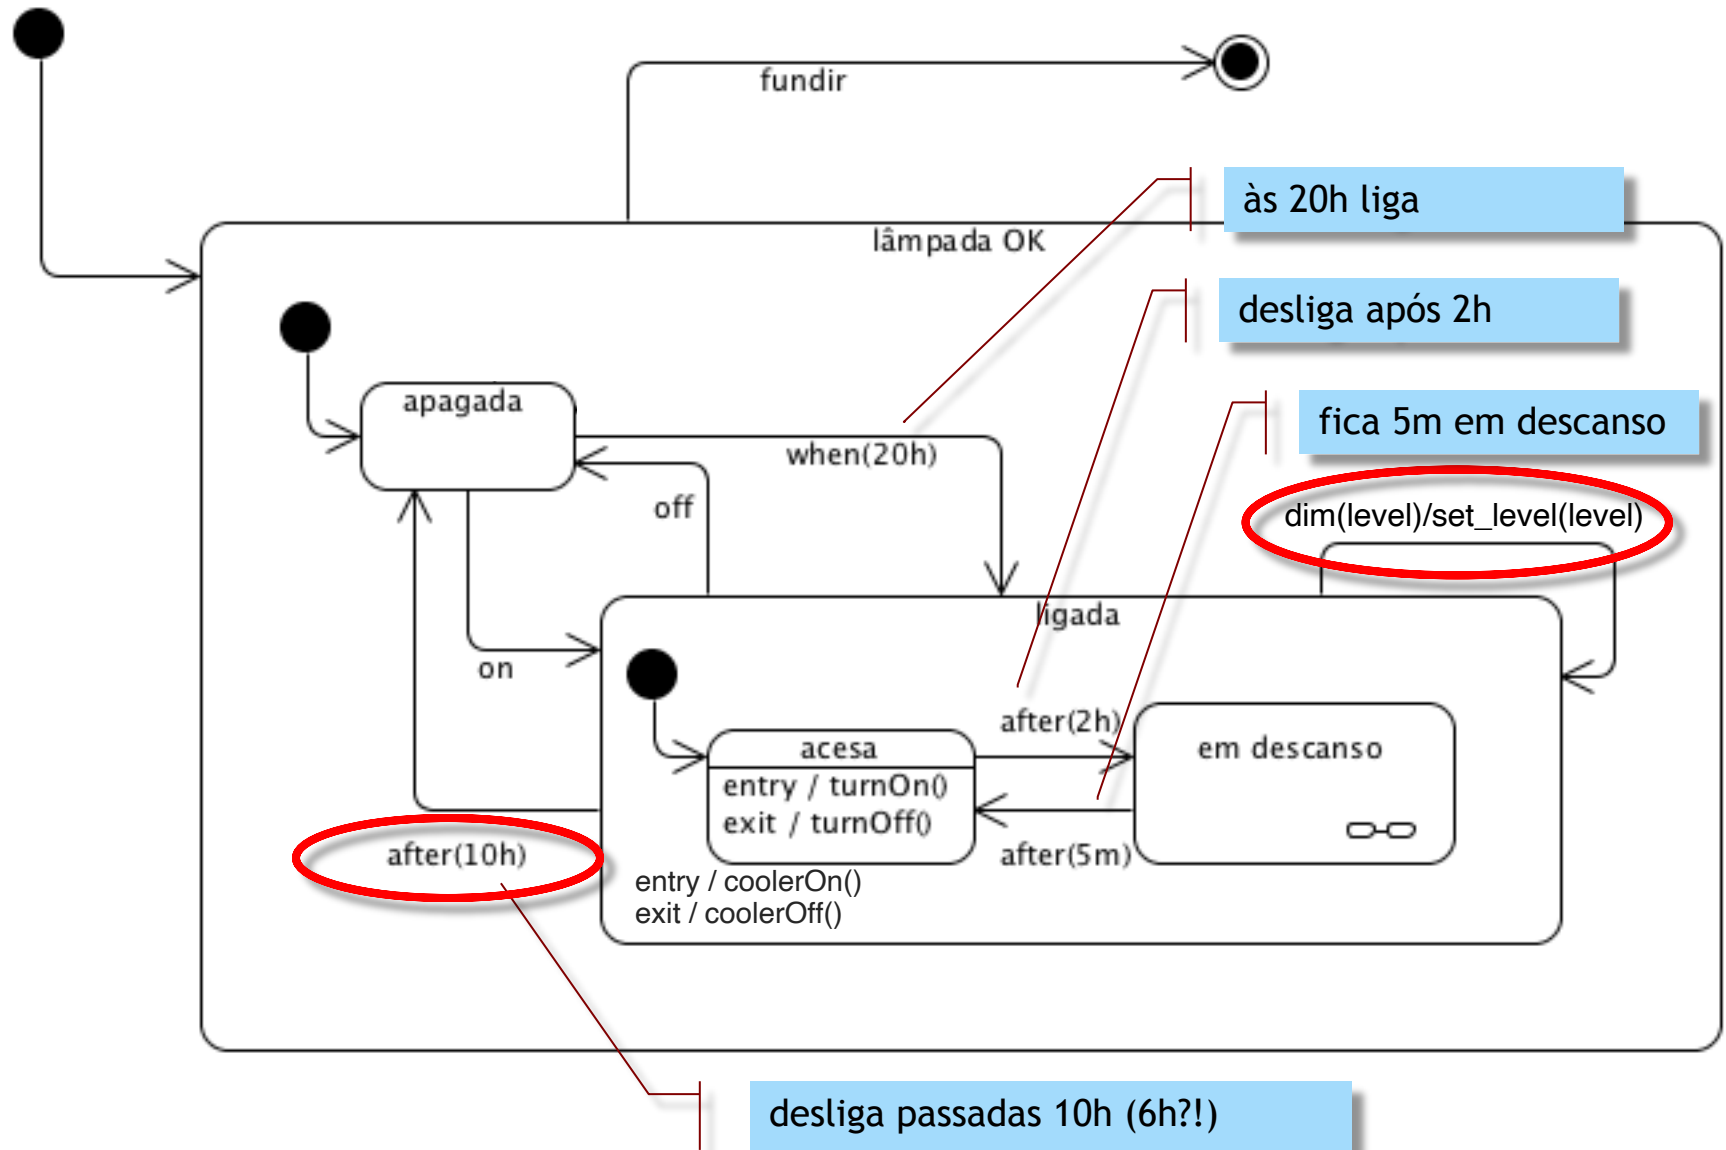 fundir
às 20h liga
lâmpada OK
desliga após 2h
apagada
fica 5m em descanso
when(20h)
off
dim(level)/set_level(level)
ligada
on
after(2h)
acesa
em descanso
entry / turnOn()
exit / turnOff()
after(10h)
after(5m)
entry / coolerOn()
exit / coolerOff()
desliga passadas 10h (6h?!)